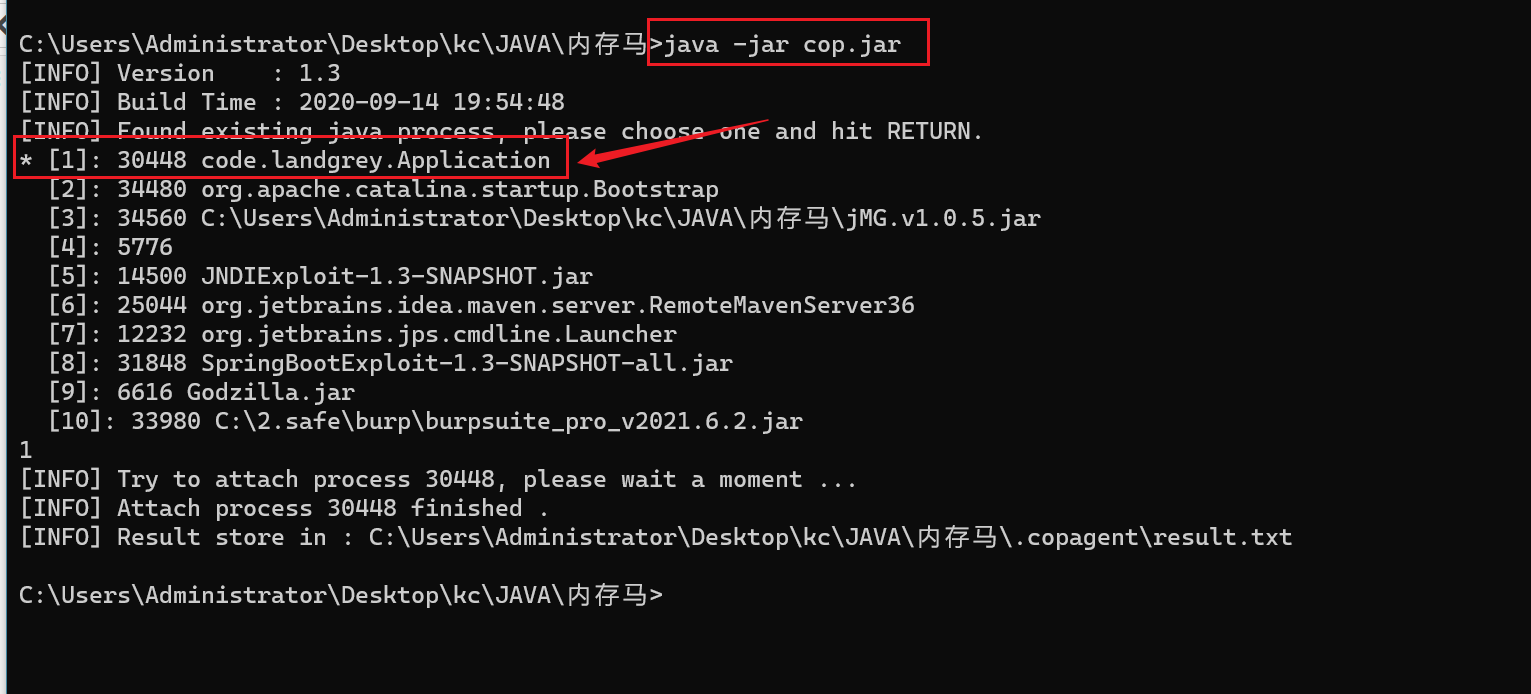 C:\Users\Administrator\Desktop\kc\JAVA\内存马>java -jar cop.jar
[INFO] Version    : 1.3
[INFO] Build Time : 2020-09-14 19:54:48
[INFO] Found existing java process, please choose one and hit RETURN.
* [1]: 30448 code.landgrey.Application
  [2]: 34480 org.apache.catalina.startup.Bootstrap
  [3]: 34560 C:\Users\Administrator\Desktop\kc\JAVA\内存马\jMG.v1.0.5.jar
  [4]: 5776
  [5]: 14500 JNDIExploit-1.3-SNAPSHOT.jar
  [6]: 25044 org.jetbrains.idea.maven.server.RemoteMavenServer36
  [7]: 12232 org.jetbrains.jps.cmdline.Launcher
  [8]: 31848 SpringBootExploit-1.3-SNAPSHOT-all.jar
  [9]: 6616 Godzilla.jar
  [10]: 33980 C:\2.safe\burp\burpsuite_pro_v2021.6.2.jar
1
[INFO] Try to attach process 30448, please wait a moment ...
[INFO] Attach process 30448 finished .
[INFO] Result store in : C:\Users\Administrator\Desktop\kc\JAVA\内存马\.copagent\result.txt
C:\Users\Administrator\Desktop\kc\JAVA\内存马>